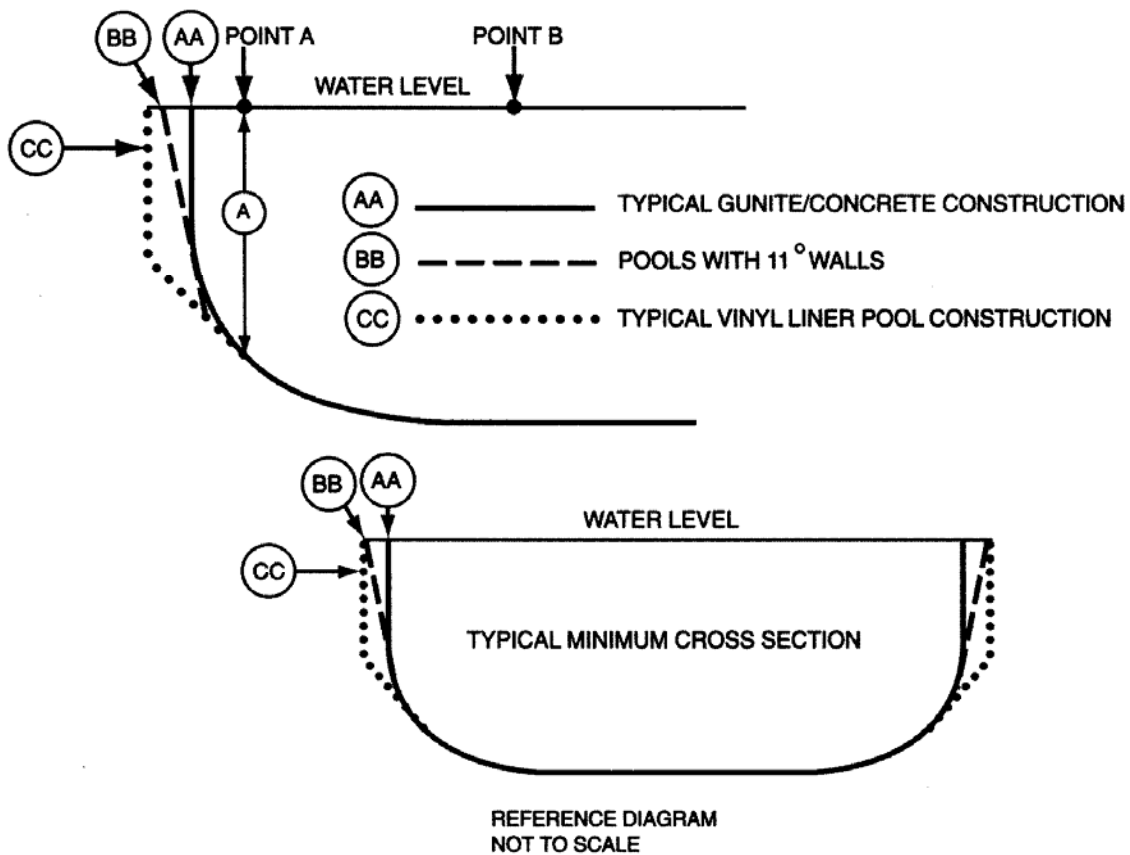 BB AA POINT A POINT B
WATER LEVEL
CC
A
AA TYPICAL GUNITE/CONCRETE CONSTRUCTION
BB POOLS WITH 11° WALLS
CC TYPICAL VINYL LINER POOL CONSTRUCTION
BB AA
WATER LEVEL
CC
TYPICAL MINIMUM CROSS SECTION
REFERENCE DIAGRAM
NOT TO SCALE